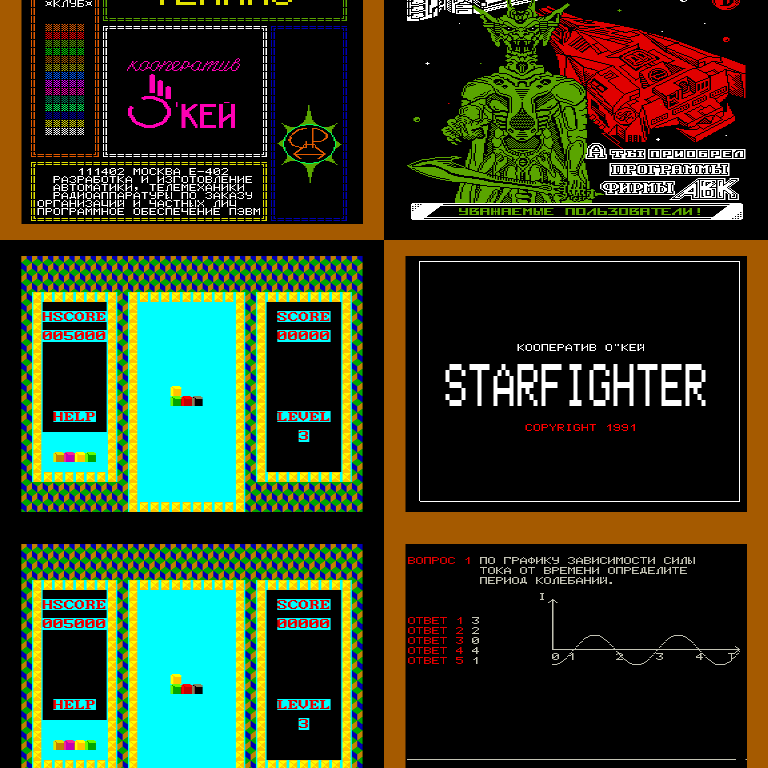 *КЛУБ*
ТЕННИС
кооператив
О'КЕЙ
111402 МОСКВА Е-402
РАЗРАБОТКА И ИЗГОТОВЛЕНИЕ
АВТОМАТИКИ, ТЕЛЕМЕХАНИКИ
РАДИОАППАРАТУРЫ ПО ЗАКАЗУ
ОРГАНИЗАЦИЙ И ЧАСТНЫХ ЛИЦ
ПРОГРАММНОЕ ОБЕСПЕЧЕНИЕ ПЭВМ
А ТЫ ПРИОБРЕЛ
ПРОГРАММЫ
ФИРМЫ АВК
УВАЖАЕМЫЕ ПОЛЬЗОВАТЕЛИ!
HSCORE
005000
SCORE
00000
HELP
LEVEL
3
КООПЕРАТИВ О"КЕЙ
STARFIGHTER
COPYRIGHT 1991
HSCORE
005000
SCORE
00000
HELP
LEVEL
3
ВОПРОС 1 ПО ГРАФИКУ ЗАВИСИМОСТИ СИЛЫ
ТОКА ОТ ВРЕМЕНИ ОПРЕДЕЛИТЕ
ПЕРИОД КОЛЕБАНИЙ.
I
ОТВЕТ 1 3
ОТВЕТ 2 2
ОТВЕТ 3 0
ОТВЕТ 4 4
ОТВЕТ 5 1
0 1 2 3 4 T